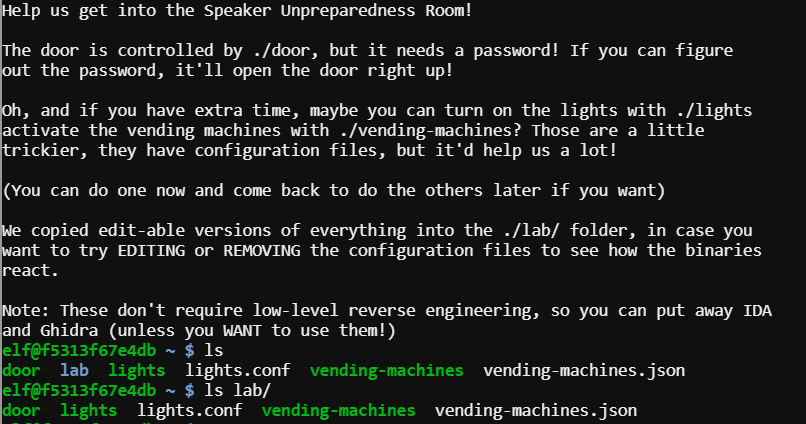 Help us get into the Speaker Unpreparedness Room!
The door is controlled by ./door, but it needs a password! If you can figure
out the password, it'll open the door right up!
Oh, and if you have extra time, maybe you can turn on the lights with ./lights
activate the vending machines with ./vending-machines? Those are a little
trickier, they have configuration files, but it'd help us a lot!
(You can do one now and come back to do the others later if you want)
We copied edit-able versions of everything into the ./lab/ folder, in case you
want to try EDITING or REMOVING the configuration files to see how the binaries
react.
Note: These don't require low-level reverse engineering, so you can put away IDA
and Ghidra (unless you WANT to use them!)
elf@f5313f67e4db ~ $ ls
door lab lights lights.conf vending-machines vending-machines.json
elf@f5313f67e4db ~ $ ls lab/
door lights lights.conf vending-machines vending-machines.json